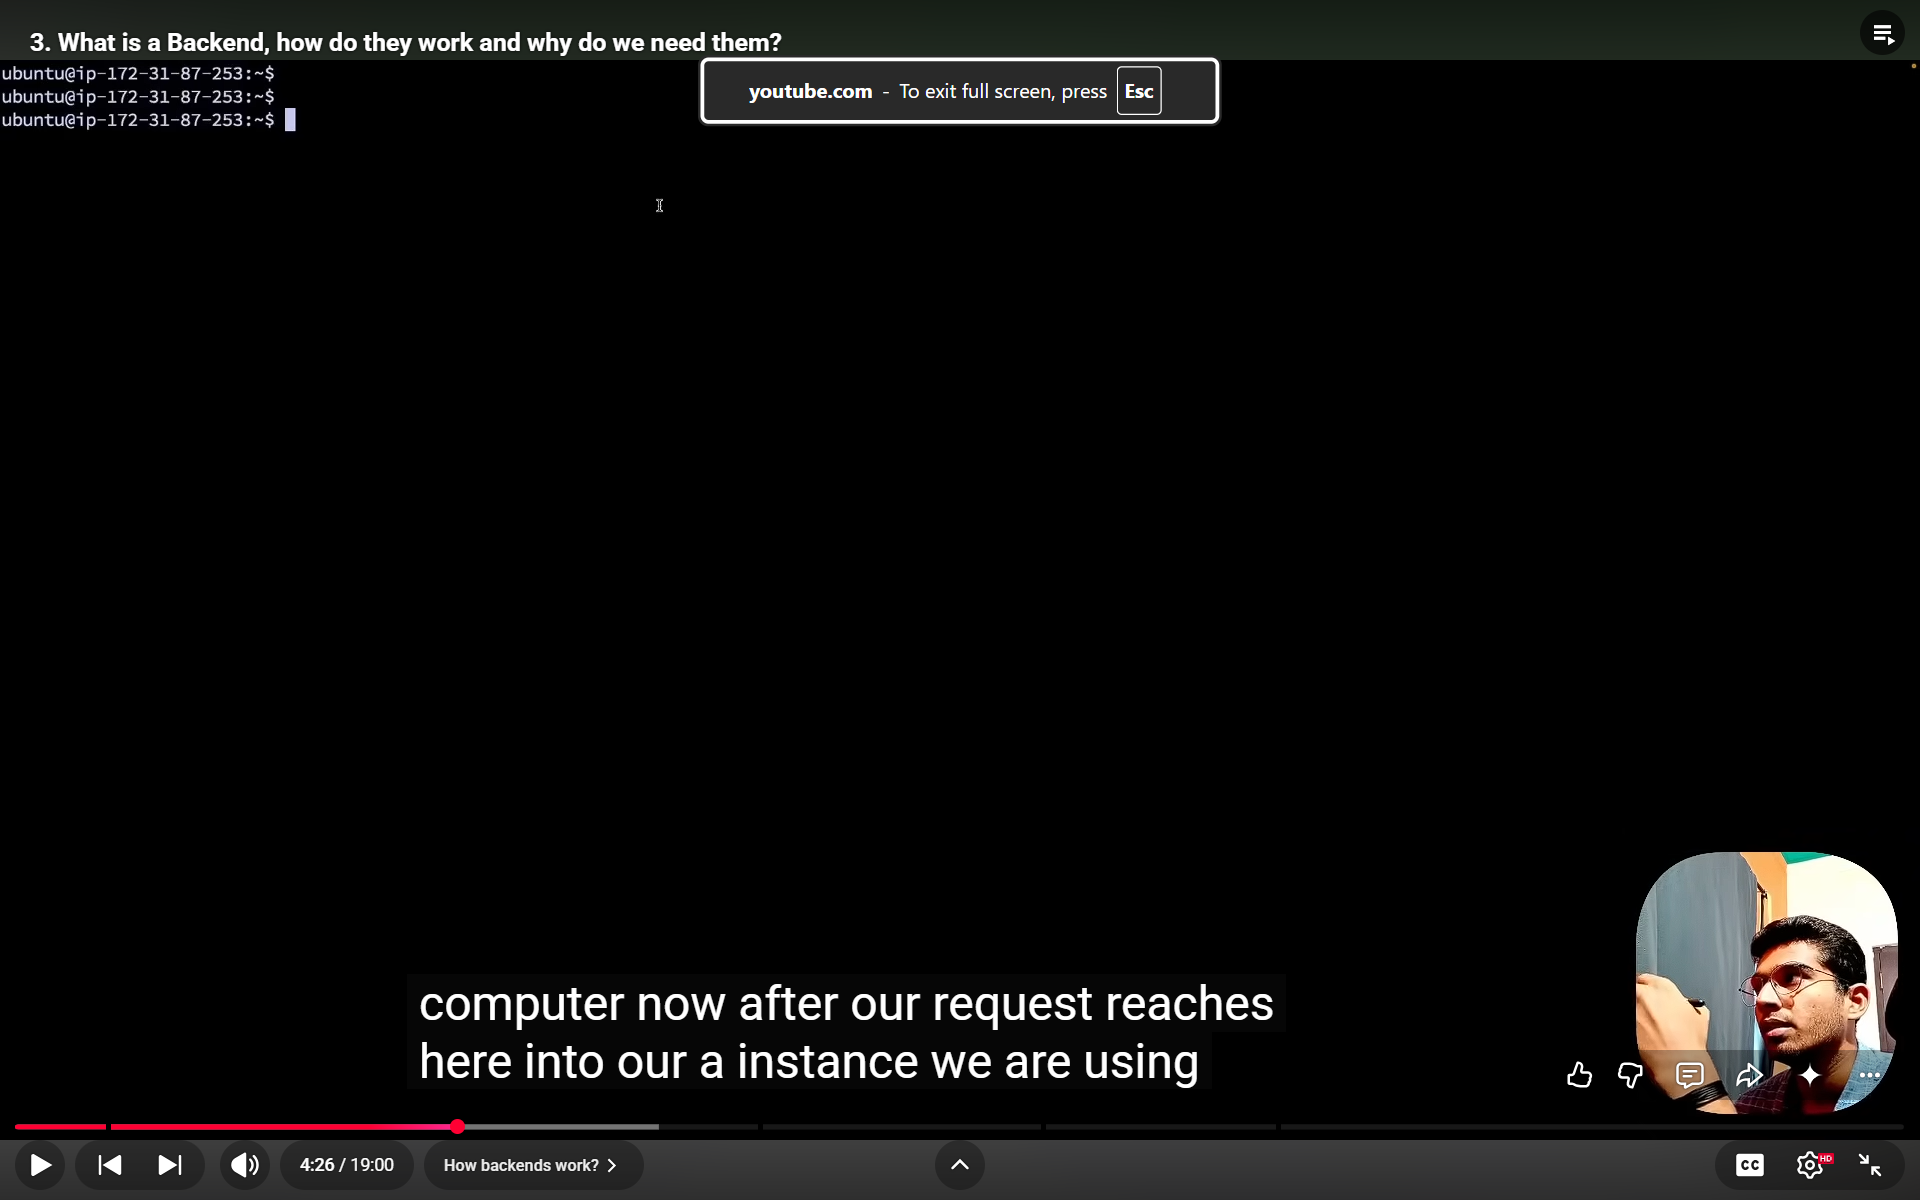 3. What is a Backend, how do they work and why do we need them?
ubuntu@ip-172-31-87-253:~$
ubuntu@ip-172-31-87-253:~$
ubuntu@ip-172-31-87-253:~$
youtube.com - To exit full screen, press Esc
computer now after our request reaches
here into our a instance we are using
4:26 / 19:00
How backends work?
CC
HD